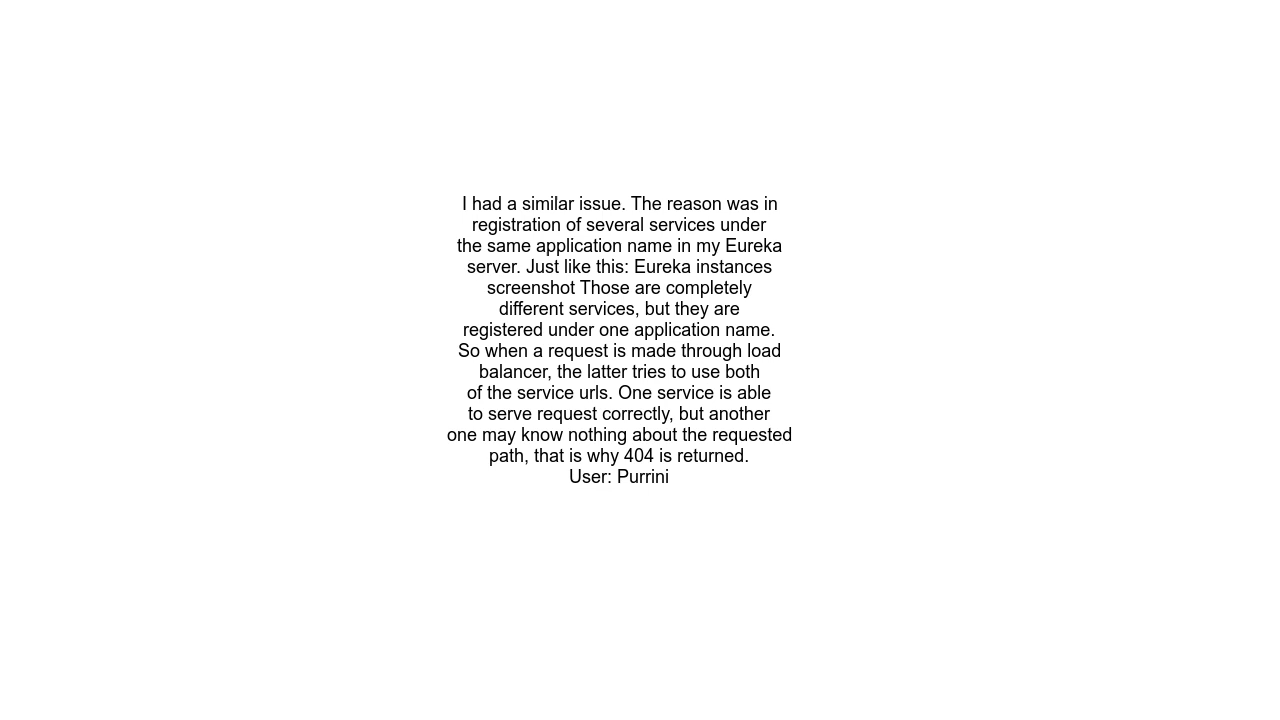 I had a similar issue. The reason was in
registration of several services under
the same application name in my Eureka
server. Just like this: Eureka instances
screenshot Those are completely
different services, but they are
registered under one application name.
So when a request is made through load
balancer, the latter tries to use both
of the service urls. One service is able
to serve request correctly, but another
one may know nothing about the requested
path, that is why 404 is returned.
User: Purrini